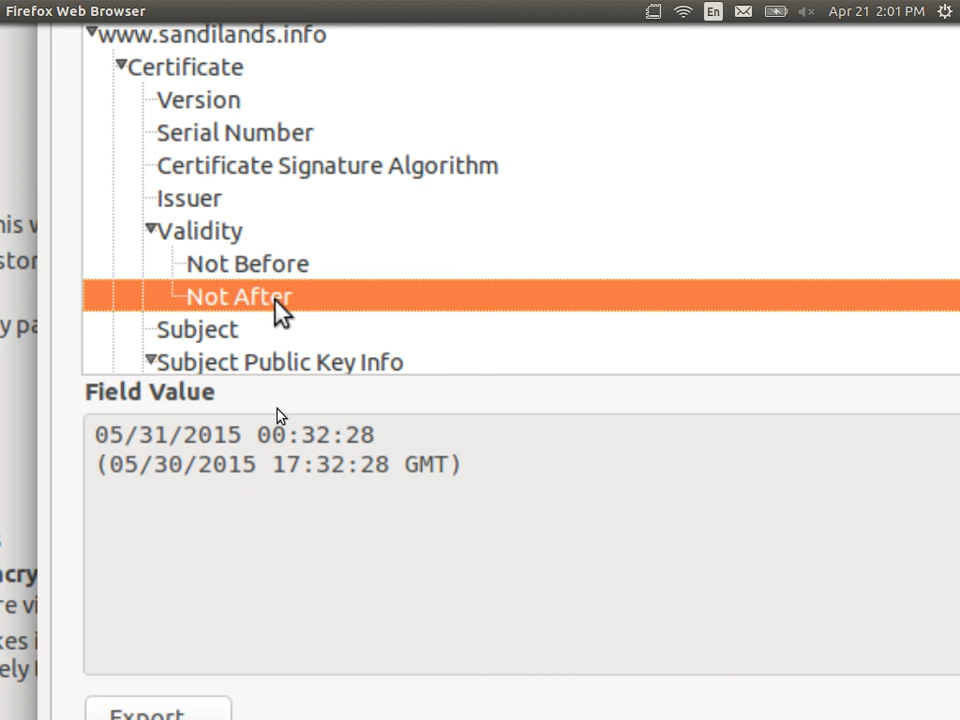 Firefox Web Browser
En
Apr 21 2:01 PM
www.sandilands.info
Certificate
Version
Serial Number
Certificate Signature Algorithm
Issuer
Validity
Not Before
Not After
Subject
Subject Public Key Info
Field Value
05/31/2015 00:32:28
(05/30/2015 17:32:28 GMT)
Export